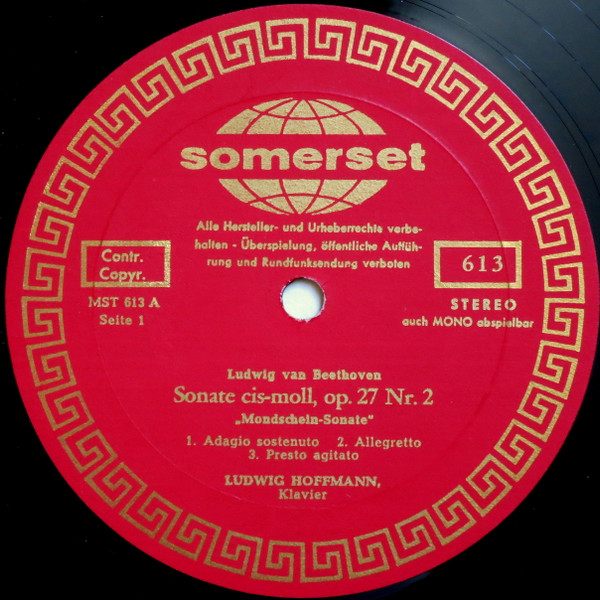 somerset
Alle Hersteller- und Urheberrechte verbe-
halten - Überspielung, öffentliche Auffüh-
rung und Rundfunksendung verboten
Contr.
Copyr.
MST 613 A
Seite 1
613
STEREO
auch MONO abspielbar
Ludwig van Beethoven
Sonate cis-moll, op. 27 Nr. 2
„Mondschein-Sonate“
1. Adagio sostenuto 2. Allegretto
3. Presto agitato
LUDWIG HOFFMANN,
Klavier